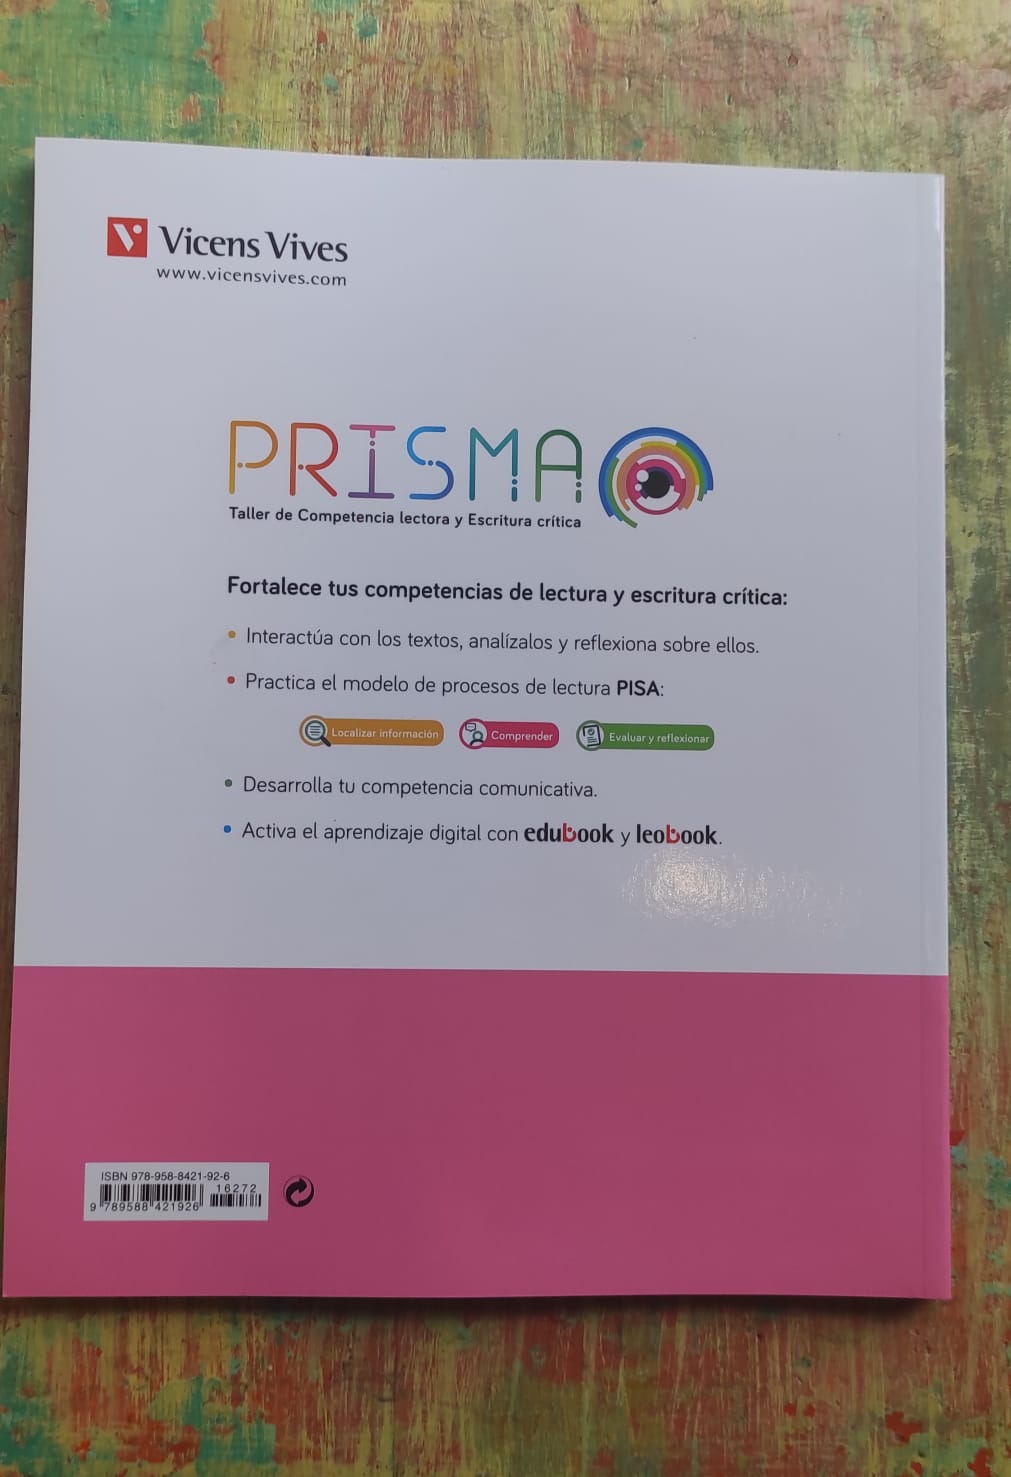 Vicens Vives
www.vicensvives.com
PRISMA
Taller de Competencia lectora y Escritura crítica
Fortalece tus competencias de lectura y escritura crítica:
• Interactúa con los textos, analízalos y reflexiona sobre ellos.
• Practica el modelo de procesos de lectura PISA:
Localizar información Comprender Evaluar y reflexionar
• Desarrolla tu competencia comunicativa.
• Activa el aprendizaje digital con edubook y leobook.
ISBN 978-958-8421-92-6
16272
9 789588 421926